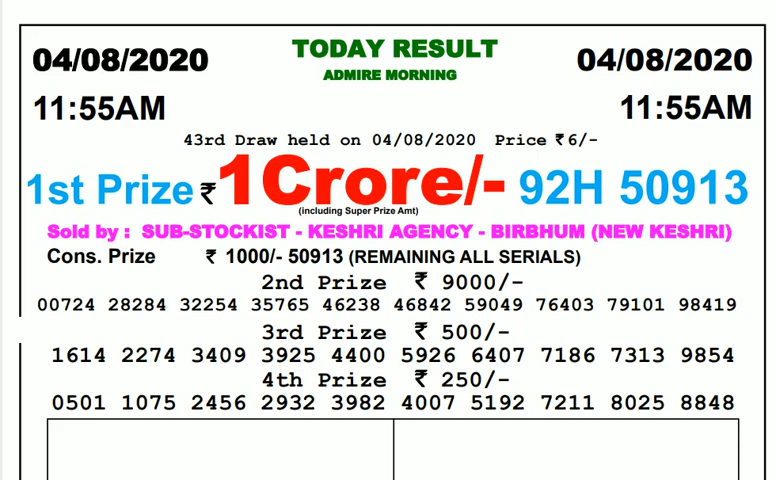 04/08/2020 TODAY RESULT 04/08/2020
ADMIRE MORNING
11:55AM 11:55AM
43rd Draw held on 04/08/2020 Price ₹6/-
1st Prize ₹1Crore/- 92H 50913
(including Super Prize Amt)
Sold by : SUB-STOCKIST - KESHRI AGENCY - BIRBHUM (NEW KESHRI)
Cons. Prize ₹ 1000/- 50913 (REMAINING ALL SERIALS)
2nd Prize ₹ 9000/-
00724 28284 32254 35765 46238 46842 59049 76403 79101 98419
3rd Prize ₹ 500/-
1614 2274 3409 3925 4400 5926 6407 7186 7313 9854
4th Prize ₹ 250/-
0501 1075 2456 2932 3982 4007 5192 7211 8025 8848